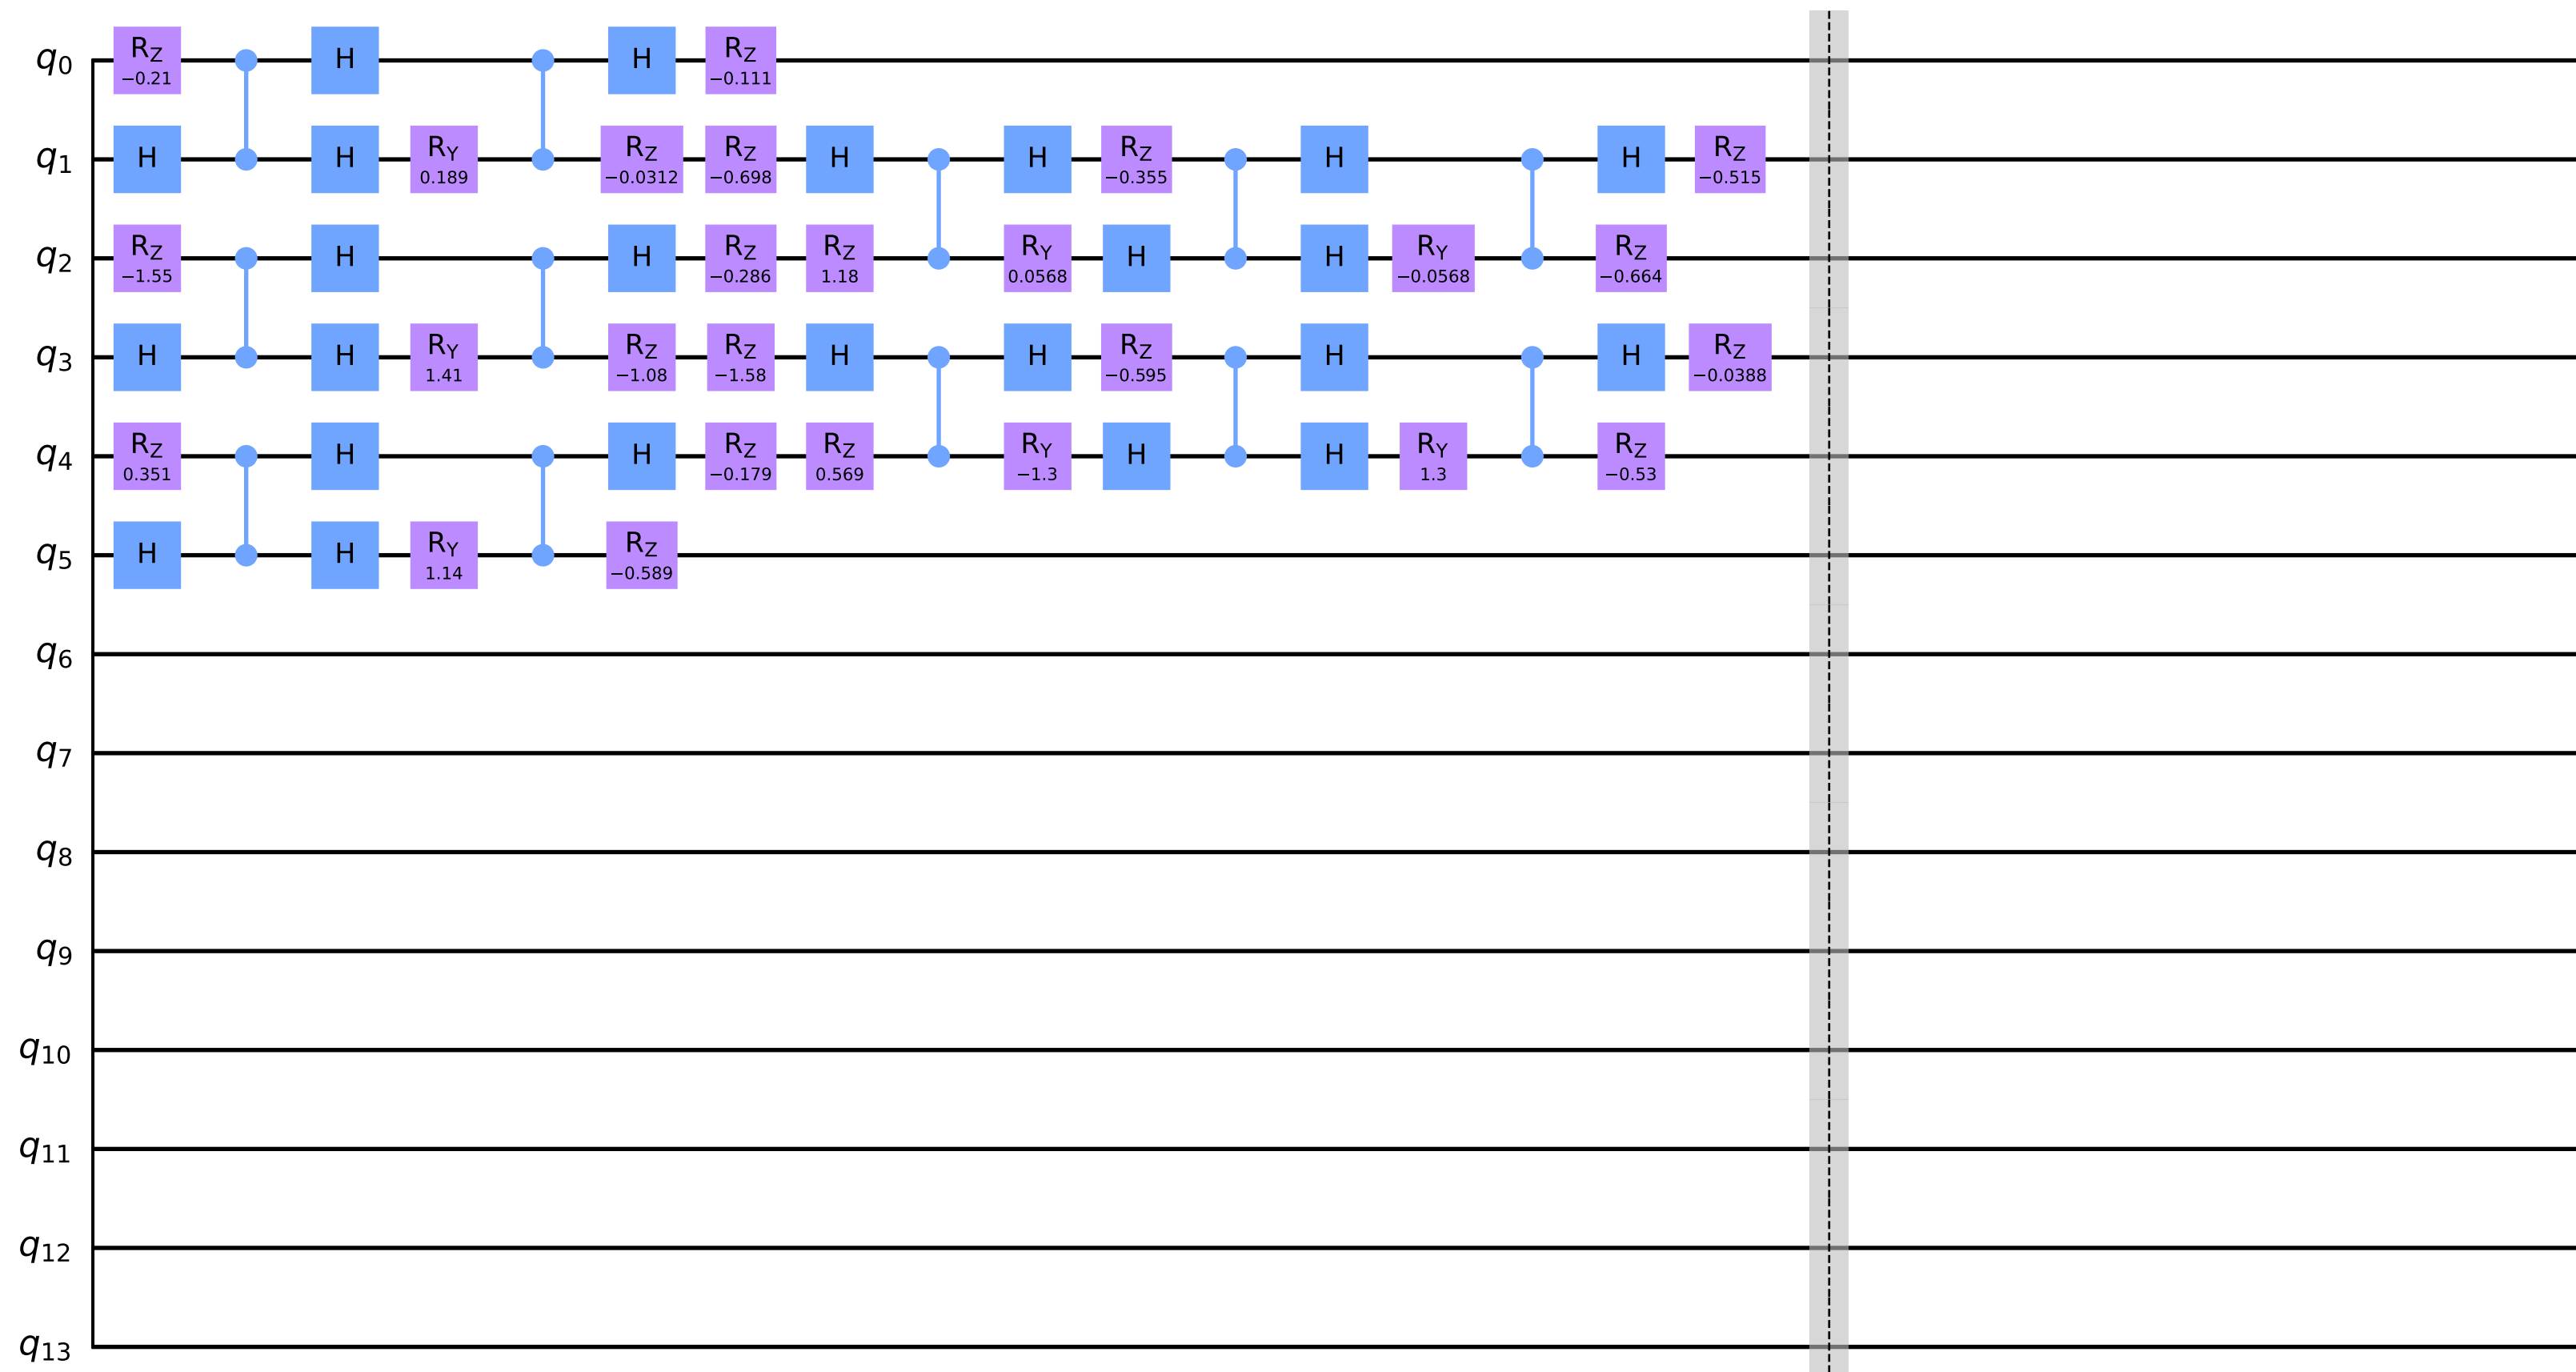 q0 RZ −0.21 H H RZ −0.111
q1 H H RY 0.189 RZ −0.0312 RZ −0.698 H H RZ −0.355 H H RZ −0.515
q2 RZ −1.55 H H RZ −0.286 RZ 1.18 RY 0.0568 H H RY −0.0568 RZ −0.664
q3 H H RY 1.41 RZ −1.08 RZ −1.58 H H RZ −0.595 H H RZ −0.0388
q4 RZ 0.351 H H RZ −0.179 RZ 0.569 RY −1.3 H H RY 1.3 RZ −0.53
q5 H H RY 1.14 RZ −0.589
q6
q7
q8
q9
q10
q11
q12
q13